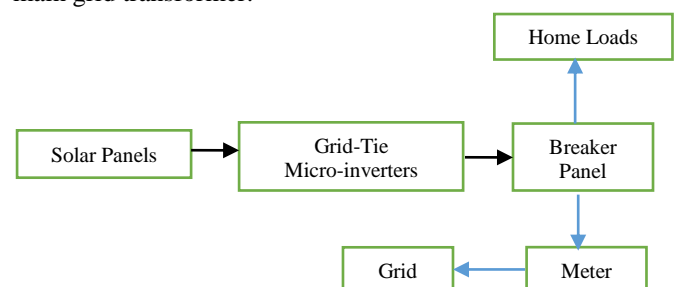 main grid transformer.
Home Loads
Solar Panels
Grid-Tie
Micro-inverters
Breaker
Panel
Grid
Meter